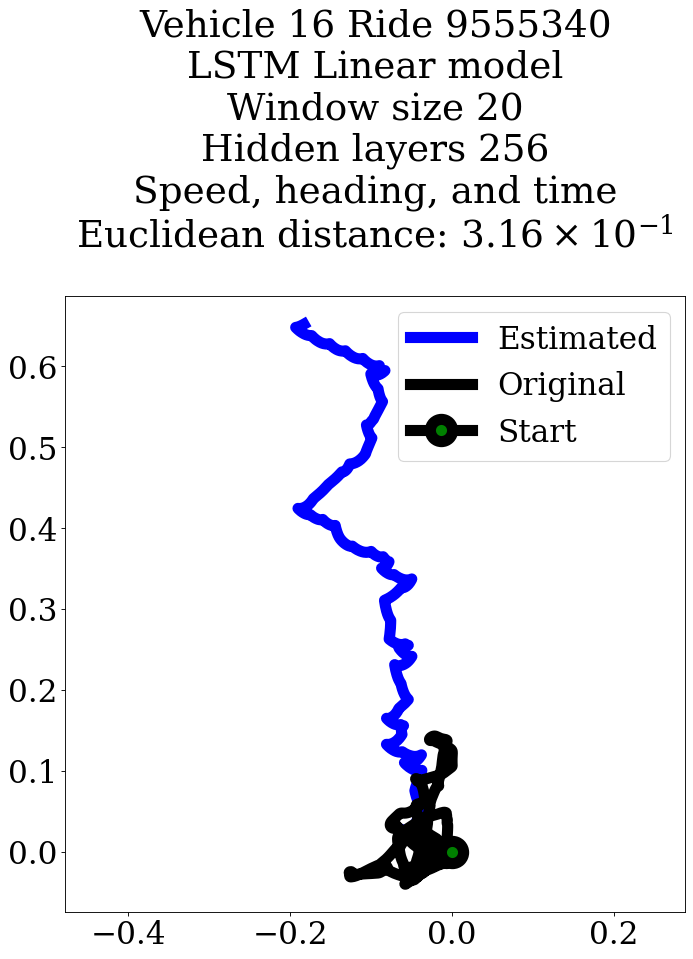 Vehicle 16 Ride 9555340
LSTM Linear model
Window size 20
Hidden layers 256
Speed, heading, and time
Euclidean distance: 3.16 × 10⁻¹
Estimated
Original
Start
0.6
0.5
0.4
0.3
0.2
0.1
0.0
−0.4 −0.2 0.0 0.2